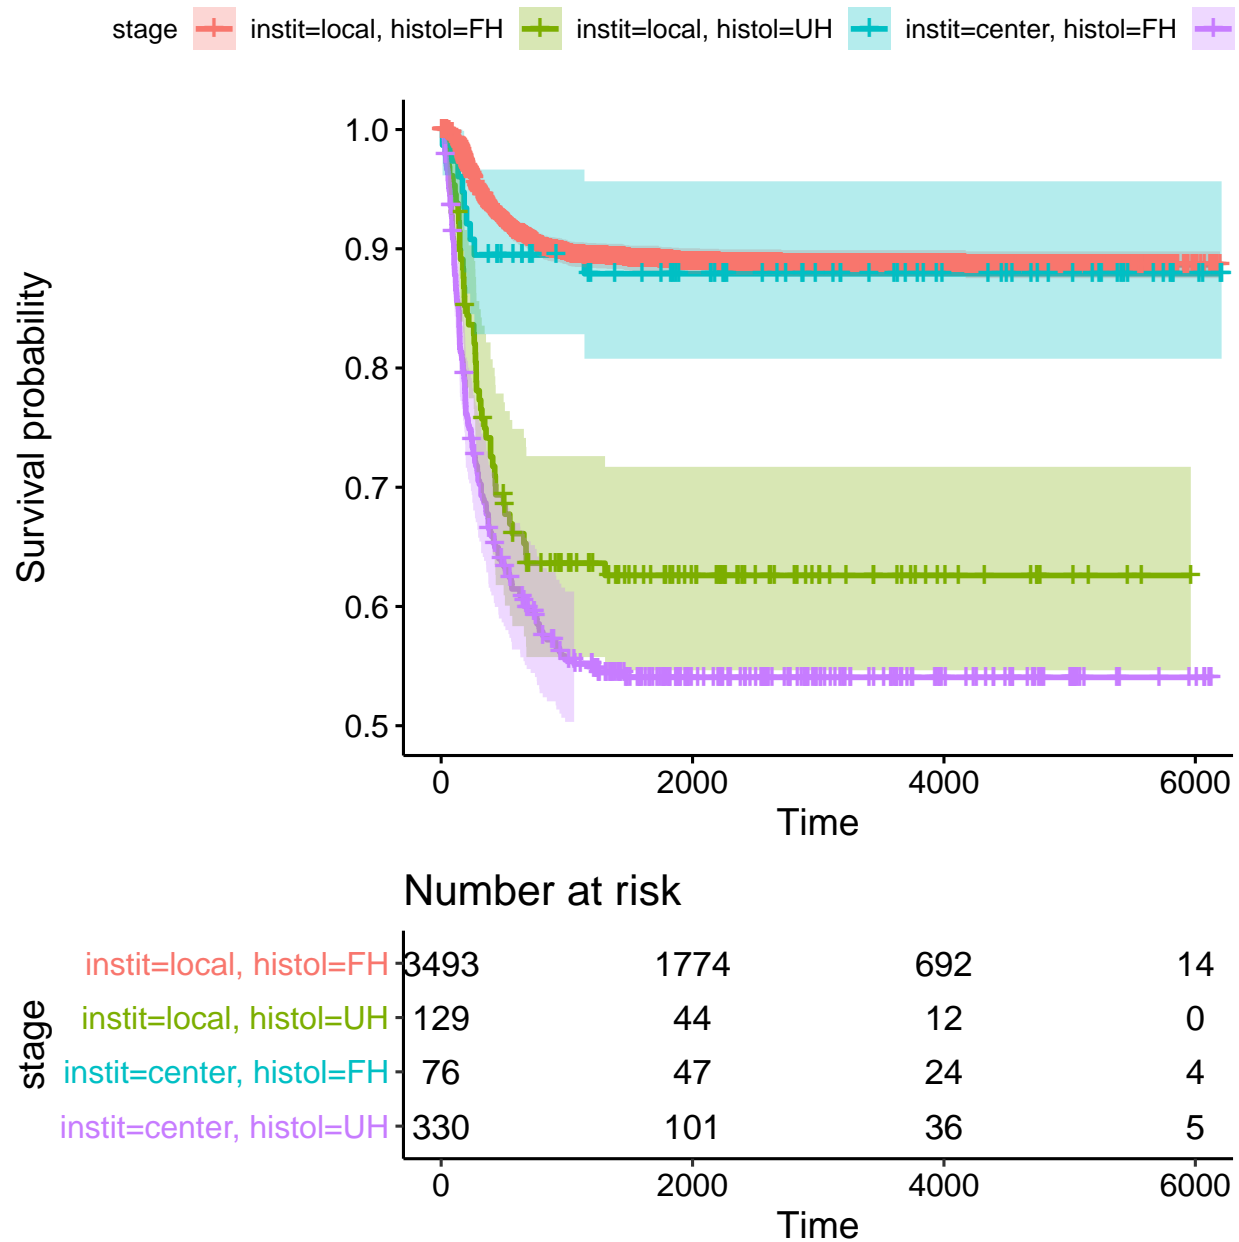 stage instit=local, histol=FH instit=local, histol=UH instit=center, histol=FH
Survival probability
1.0
0.9
0.8
0.7
0.6
0.5
0 2000 4000 6000
Time
Number at risk
stage
instit=local, histol=FH 3493 1774 692 14
instit=local, histol=UH 129 44 12 0
instit=center, histol=FH 76 47 24 4
instit=center, histol=UH 330 101 36 5
0 2000 4000 6000
Time